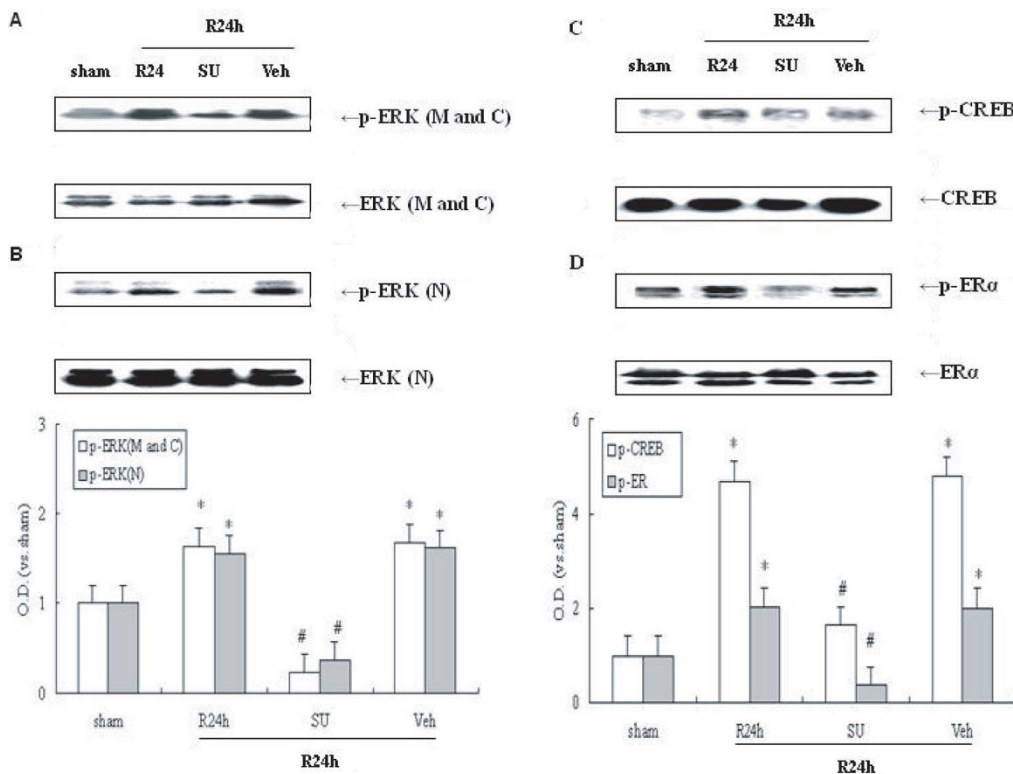 A
R24h
sham R24 SU Veh
←p-ERK (M and C)
←ERK (M and C)
B
←p-ERK (N)
←ERK (N)
3
p-ERK(M and C)
p-ERK(N)
2
* * * *
O.D. (vs.sham)
1
# #
0
sham R24h SU Veh
R24h
C
R24h
sham R24 SU Veh
←p-CREB
←CREB
D
←p-ERα
←ERα
6
p-CREB
p-ER
* *
4
O.D. (vs.sham)
* *
2
# #
0
sham R24h SU Veh
R24h